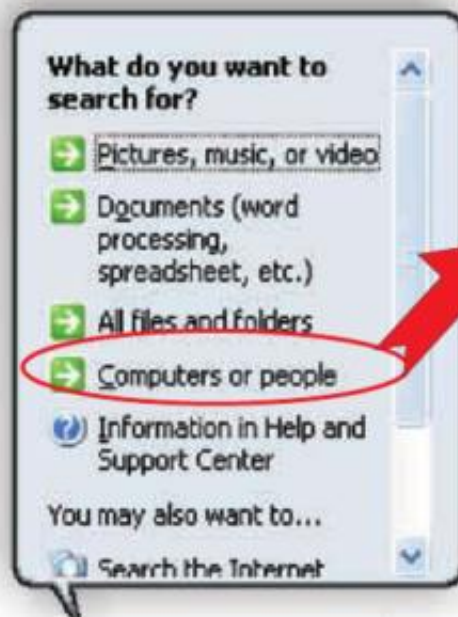 What do you want to
search for?
Pictures, music, or video
Documents (word
processing,
spreadsheet, etc.)
All files and folders
Computers or people
Information in Help and
Support Center
You may also want to...
Search the Internet